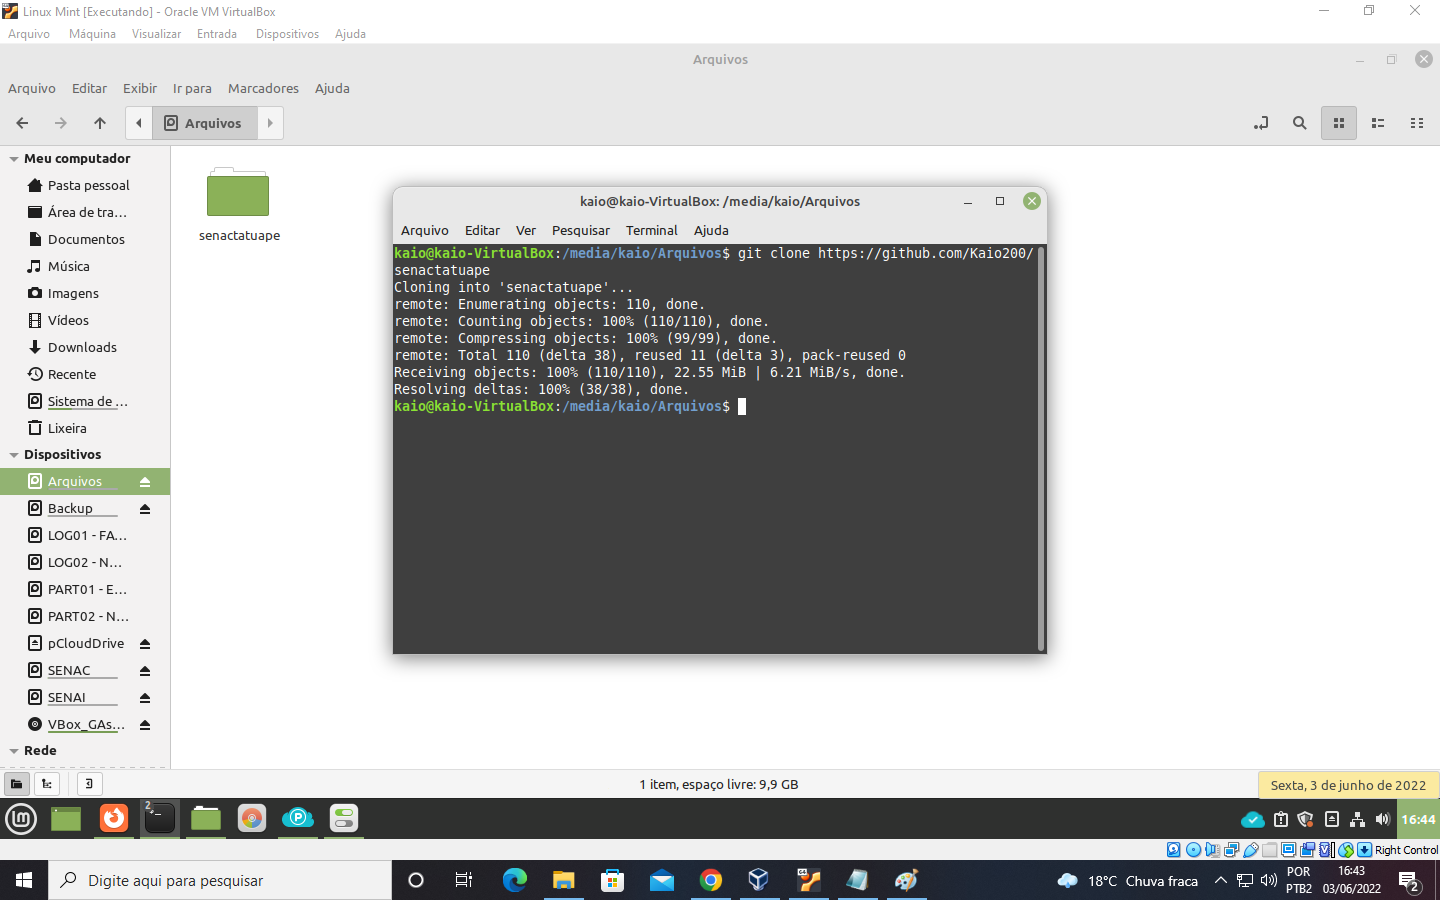 Linux Mint [Executando] - Oracle VM VirtualBox
Arquivo Máquina Visualizar Entrada Dispositivos Ajuda
Arquivos
Arquivo Editar Exibir Ir para Marcadores Ajuda
Arquivos
Meu computador
Pasta pessoal
Área de tra...
Documentos
Música
Imagens
Vídeos
Downloads
Recente
Sistema de ...
Lixeira
Dispositivos
Arquivos
Backup
LOG01 - FA...
LOG02 - N...
PART01 - E...
PART02 - N...
pCloudDrive
SENAC
SENAI
VBox_GAs...
Rede
senactatuape
kaio@kaio-VirtualBox: /media/kaio/Arquivos
Arquivo Editar Ver Pesquisar Terminal Ajuda
kaio@kaio-VirtualBox:/media/kaio/Arquivos$ git clone https://github.com/Kaio200/
senactatuape
Cloning into 'senactatuape'...
remote: Enumerating objects: 110, done.
remote: Counting objects: 100% (110/110), done.
remote: Compressing objects: 100% (99/99), done.
remote: Total 110 (delta 38), reused 11 (delta 3), pack-reused 0
Receiving objects: 100% (110/110), 22.55 MiB | 6.21 MiB/s, done.
Resolving deltas: 100% (38/38), done.
kaio@kaio-VirtualBox:/media/kaio/Arquivos$
1 item, espaço livre: 9,9 GB
Sexta, 3 de junho de 2022
2
16:44
Right Control
Digite aqui para pesquisar
18°C Chuva fraca
POR
PTB2
16:43
03/06/2022
2